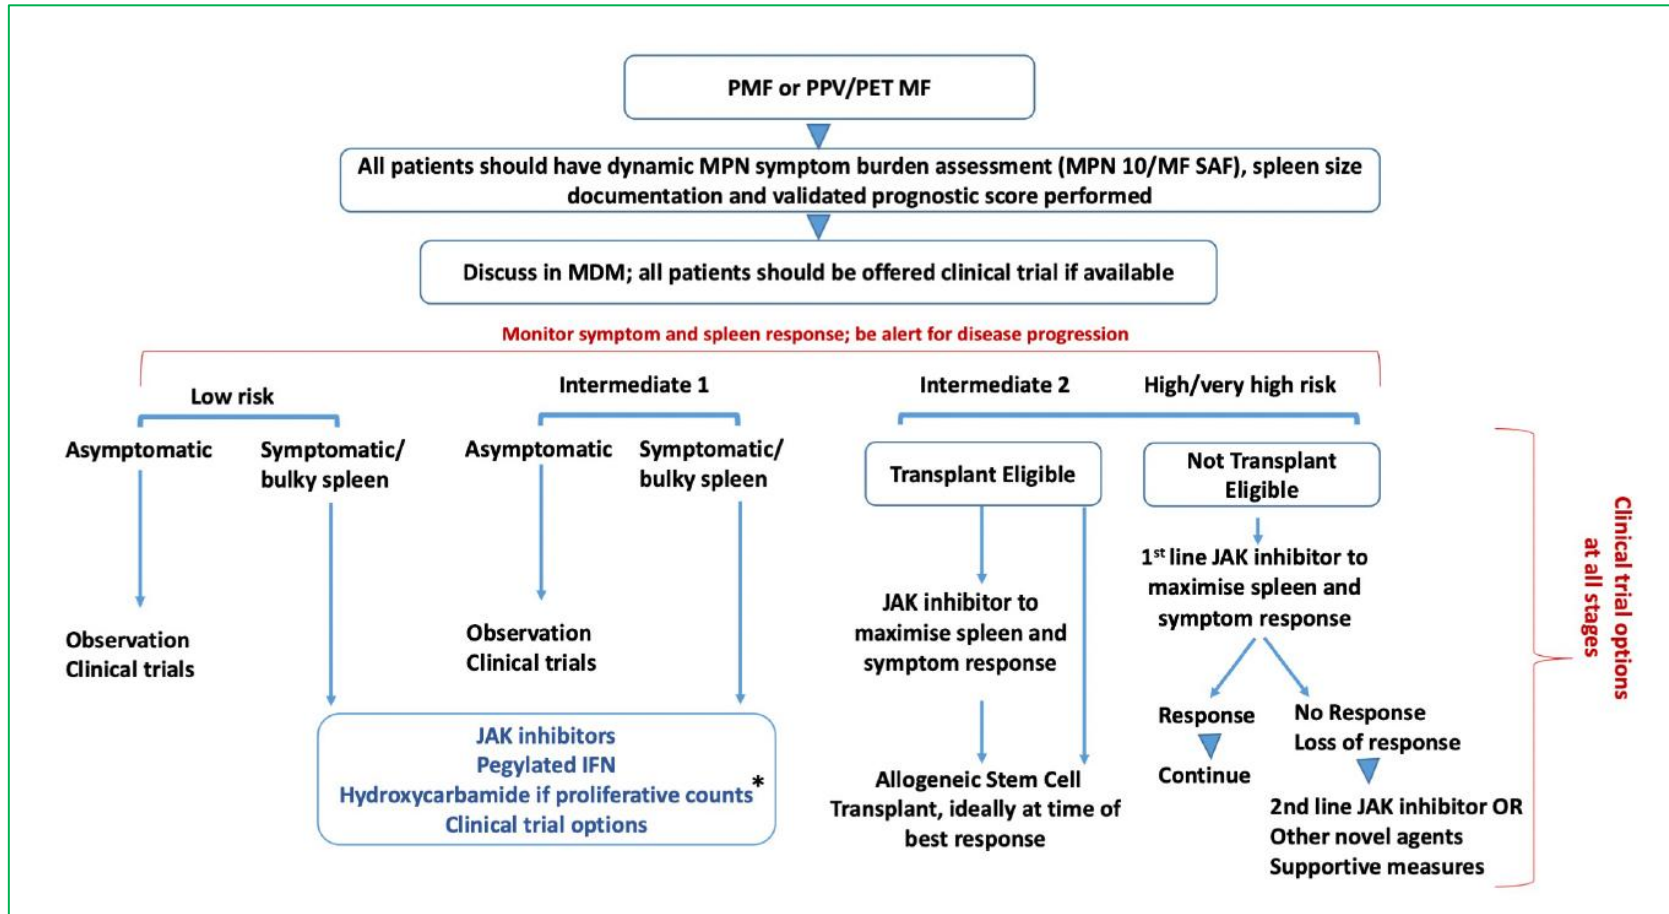 PMF or PPV/PET MF
All patients should have dynamic MPN symptom burden assessment (MPN 10/MF SAF), spleen size
documentation and validated prognostic score performed
Discuss in MDM; all patients should be offered clinical trial if available
Monitor symptom and spleen response; be alert for disease progression
Low risk
Intermediate 1
Intermediate 2
High/very high risk
Asymptomatic
Symptomatic/
bulky spleen
Asymptomatic
Symptomatic/
bulky spleen
Transplant Eligible
Not Transplant
Eligible
Observation
Clinical trials
Observation
Clinical trials
JAK inhibitors
Pegylated IFN
Hydroxycarbamide if proliferative counts*
Clinical trial options
JAK inhibitor to
maximise spleen and
symptom response
Allogeneic Stem Cell
Transplant, ideally at time of
best response
1st line JAK inhibitor to
maximise spleen and
symptom response
Response
Continue
No Response
Loss of response
2nd line JAK inhibitor OR
Other novel agents
Supportive measures
Clinical trial options
at all stages